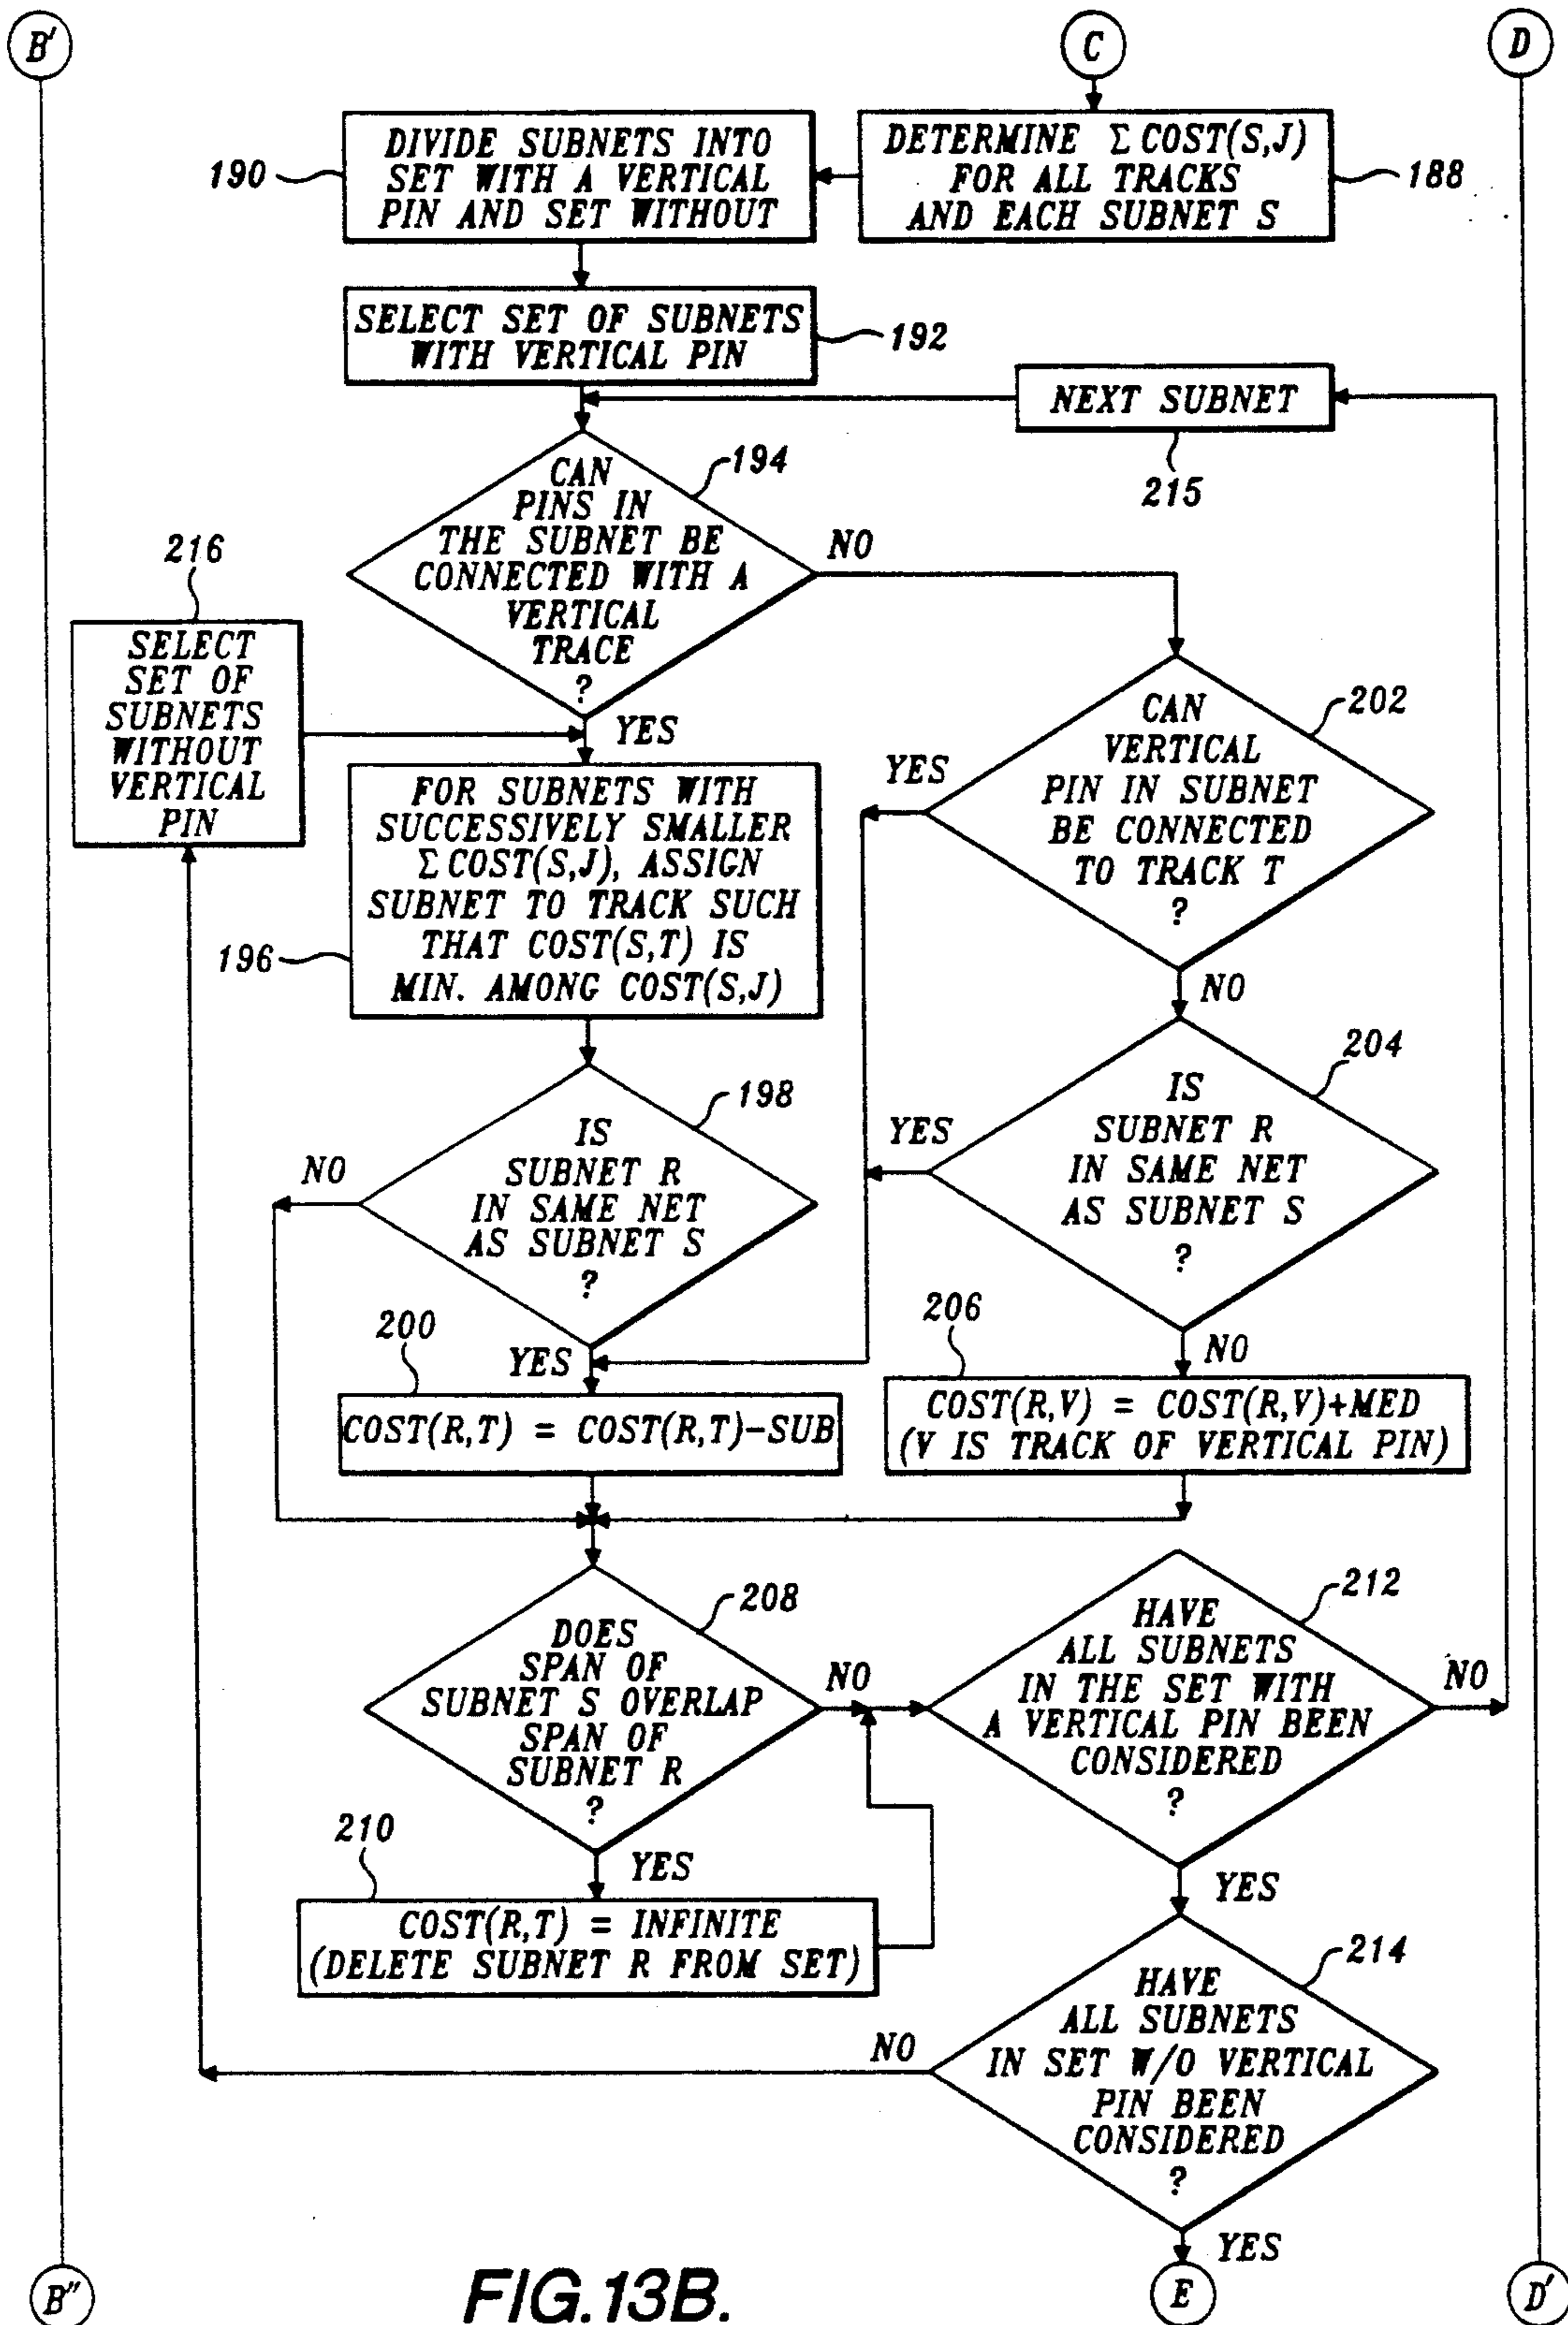 B'
C
D
DIVIDE SUBNETS INTO
SET WITH A VERTICAL
PIN AND SET WITHOUT
190
DETERMINE Σ COST(S,J)
FOR ALL TRACKS
AND EACH SUBNET S
188
SELECT SET OF SUBNETS
WITH VERTICAL PIN
192
NEXT SUBNET
215
CAN
PINS IN
THE SUBNET BE
CONNECTED WITH A
VERTICAL
TRACE
?
194
NO
YES
216
SELECT
SET OF
SUBNETS
WITHOUT
VERTICAL
PIN
CAN
VERTICAL
PIN IN SUBNET
BE CONNECTED
TO TRACK T
?
202
YES
NO
FOR SUBNETS WITH
SUCCESSIVELY SMALLER
Σ COST(S,J), ASSIGN
SUBNET TO TRACK SUCH
THAT COST(S,T) IS
MIN. AMONG COST(S,J)
196
IS
SUBNET R
IN SAME NET
AS SUBNET S
?
204
YES
NO
IS
SUBNET R
IN SAME NET
AS SUBNET S
?
198
NO
YES
200
COST(R,T) = COST(R,T)-SUB
206
COST(R,V) = COST(R,V)+MED
(V IS TRACK OF VERTICAL PIN)
DOES
SPAN OF
SUBNET S OVERLAP
SPAN OF
SUBNET R
?
208
NO
YES
HAVE
ALL SUBNETS
IN THE SET WITH
A VERTICAL PIN BEEN
CONSIDERED
?
212
NO
YES
210
COST(R,T) = INFINITE
(DELETE SUBNET R FROM SET)
HAVE
ALL SUBNETS
IN SET W/O VERTICAL
PIN BEEN
CONSIDERED
?
214
NO
YES
B"
FIG.13B.
E
D'